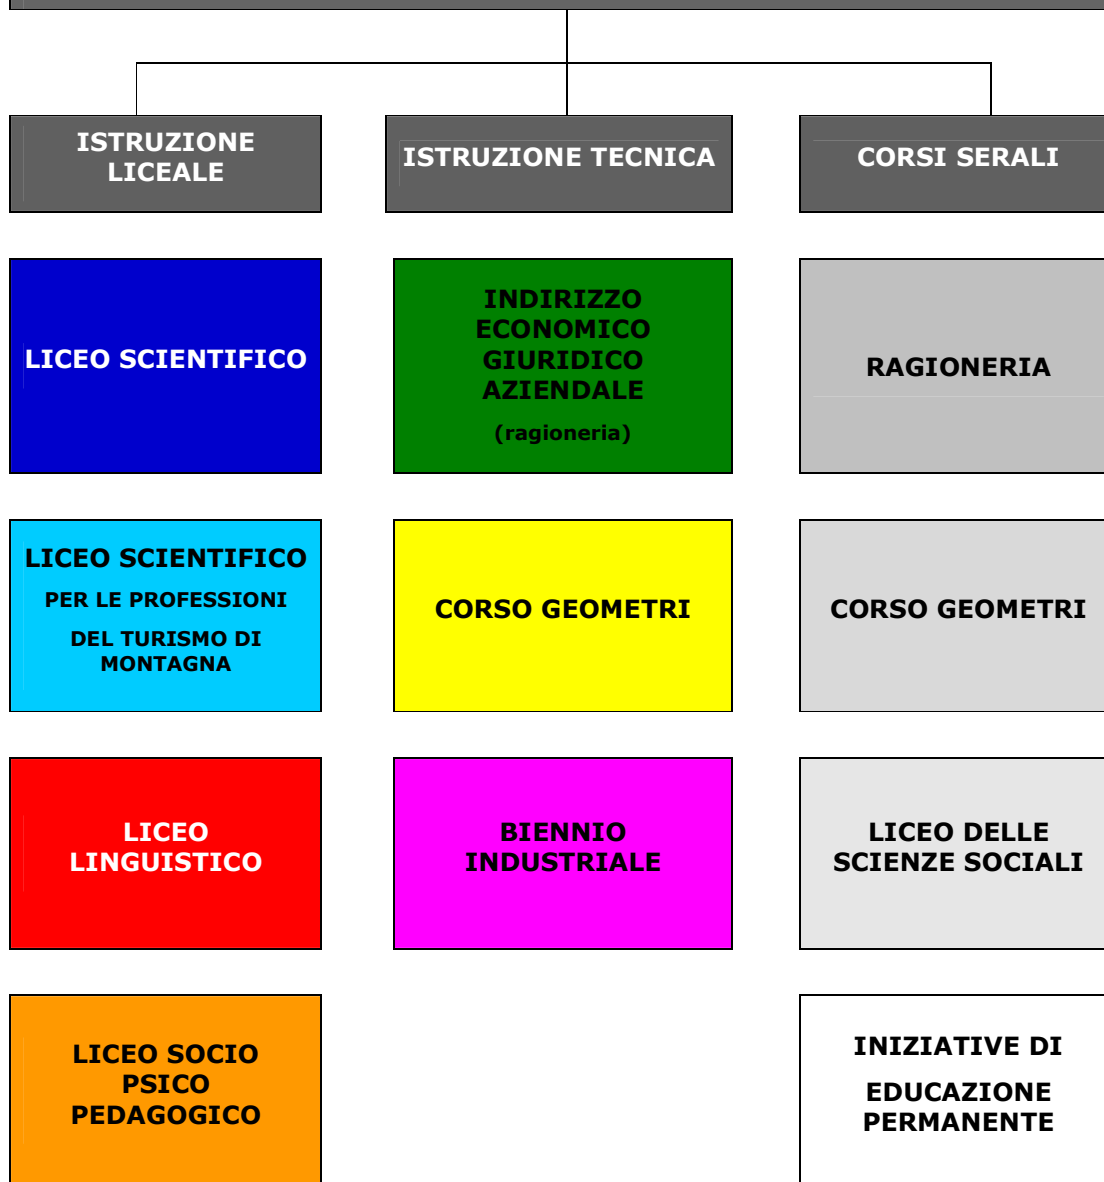 ISTRUZIONE
LICEALE
ISTRUZIONE TECNICA
CORSI SERALI
LICEO SCIENTIFICO
INDIRIZZO
ECONOMICO
GIURIDICO
AZIENDALE
(ragioneria)
RAGIONERIA
LICEO SCIENTIFICO
PER LE PROFESSIONI
DEL TURISMO DI
MONTAGNA
CORSO GEOMETRI
CORSO GEOMETRI
LICEO
LINGUISTICO
BIENNIO
INDUSTRIALE
LICEO DELLE
SCIENZE SOCIALI
LICEO SOCIO
PSICO
PEDAGOGICO
INIZIATIVE DI
EDUCAZIONE
PERMANENTE